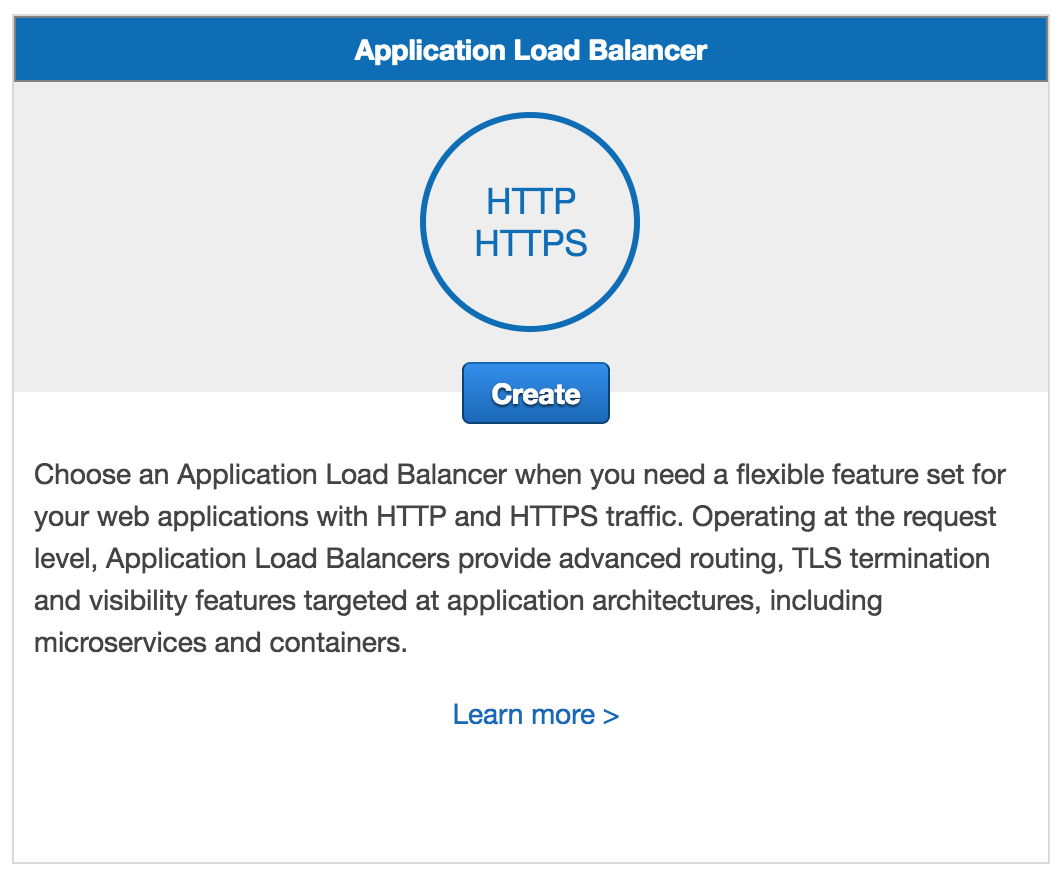 Application Load Balancer
HTTP
HTTPS
Create
Choose an Application Load Balancer when you need a flexible feature set for
your web applications with HTTP and HTTPS traffic. Operating at the request
level, Application Load Balancers provide advanced routing, TLS termination
and visibility features targeted at application architectures, including
microservices and containers.
Learn more >